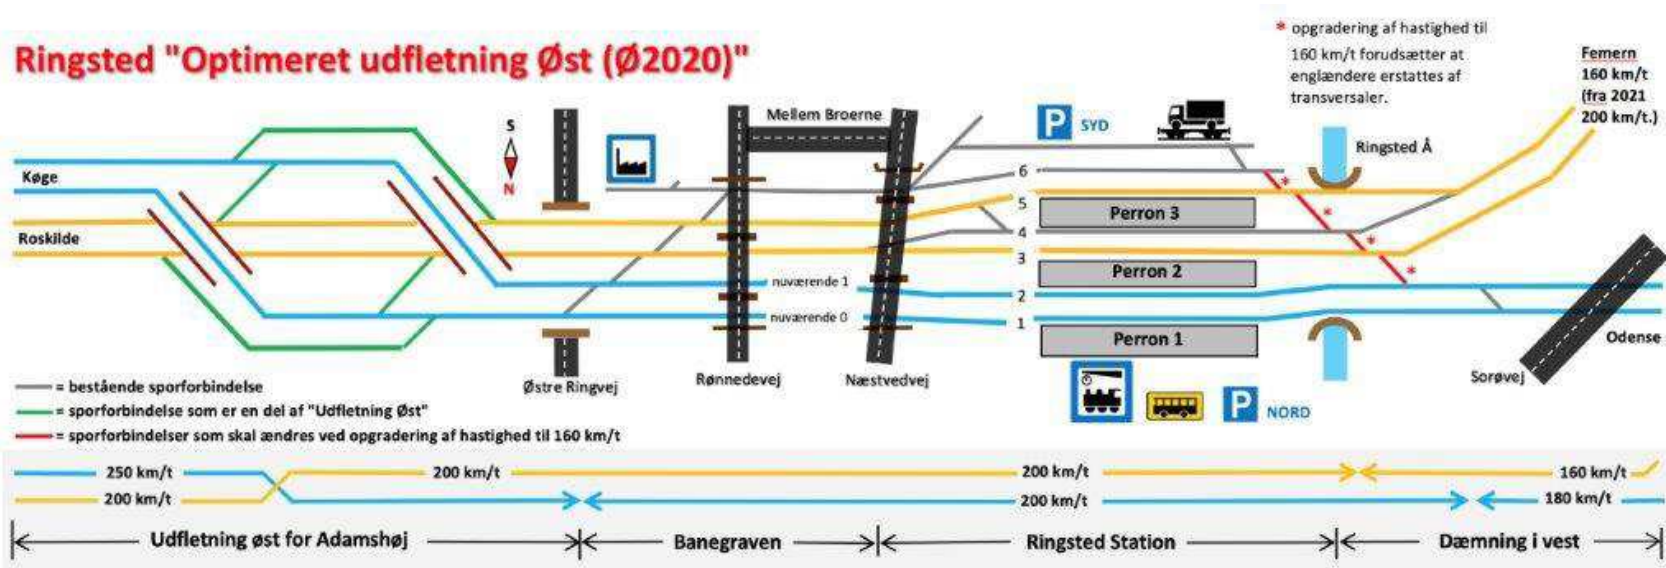 Ringsted "Optimeret udfletning Øst (Ø2020)"
* opgradering af hastighed til
160 km/t forudsætter at
englændere erstattes af
transversaler.
Femern
160 km/t
(fra 2021
200 km/t.)
Mellem Broerne
P SYD
Ringsted Å
S
N
Køge
Roskilde
6
5
4
3
2
1
Perron 3
Perron 2
Perron 1
nuværende 1
nuværende 0
*
*
*
*
Østre Ringvej
Rønnedevej
Næstvedvej
P NORD
Sorøvej
Odense
= bestående sporforbindelse
= sporforbindelse som er en del af "Udfletning Øst"
= sporforbindelser som skal ændres ved opgradering af hastighed til 160 km/t
250 km/t 200 km/t 200 km/t 160 km/t
200 km/t 200 km/t 180 km/t
Udfletning øst for Adamshøj Banegraven Ringsted Station Dæmning i vest